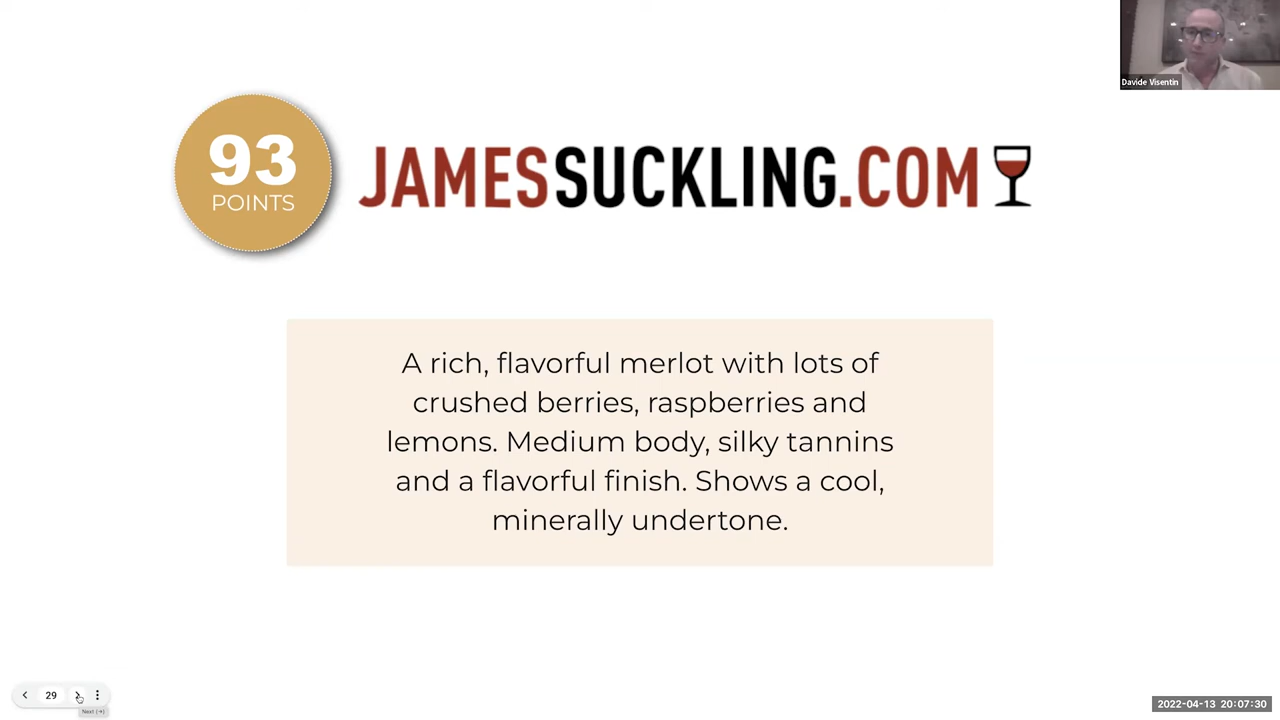 Davide Visentin
93
POINTS
JAMESSUCKLING.COM
A rich, flavorful merlot with lots of
crushed berries, raspberries and
lemons. Medium body, silky tannins
and a flavorful finish. Shows a cool,
minerally undertone.
29
Next (→)
2022-04-13 20:07:30